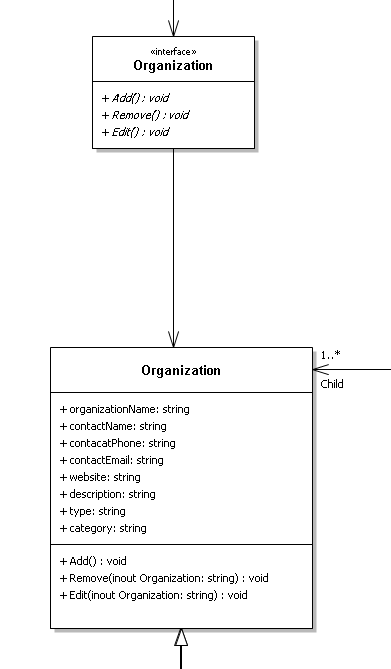 «interface»
Organization
+ Add() : void
+ Remove() : void
+ Edit() : void
1..*
Child
Organization
+ organizationName: string
+ contactName: string
+ contacatPhone: string
+ contactEmail: string
+ website: string
+ description: string
+ type: string
+ category: string
+ Add() : void
+ Remove(inout Organization: string) : void
+ Edit(inout Organization: string) : void